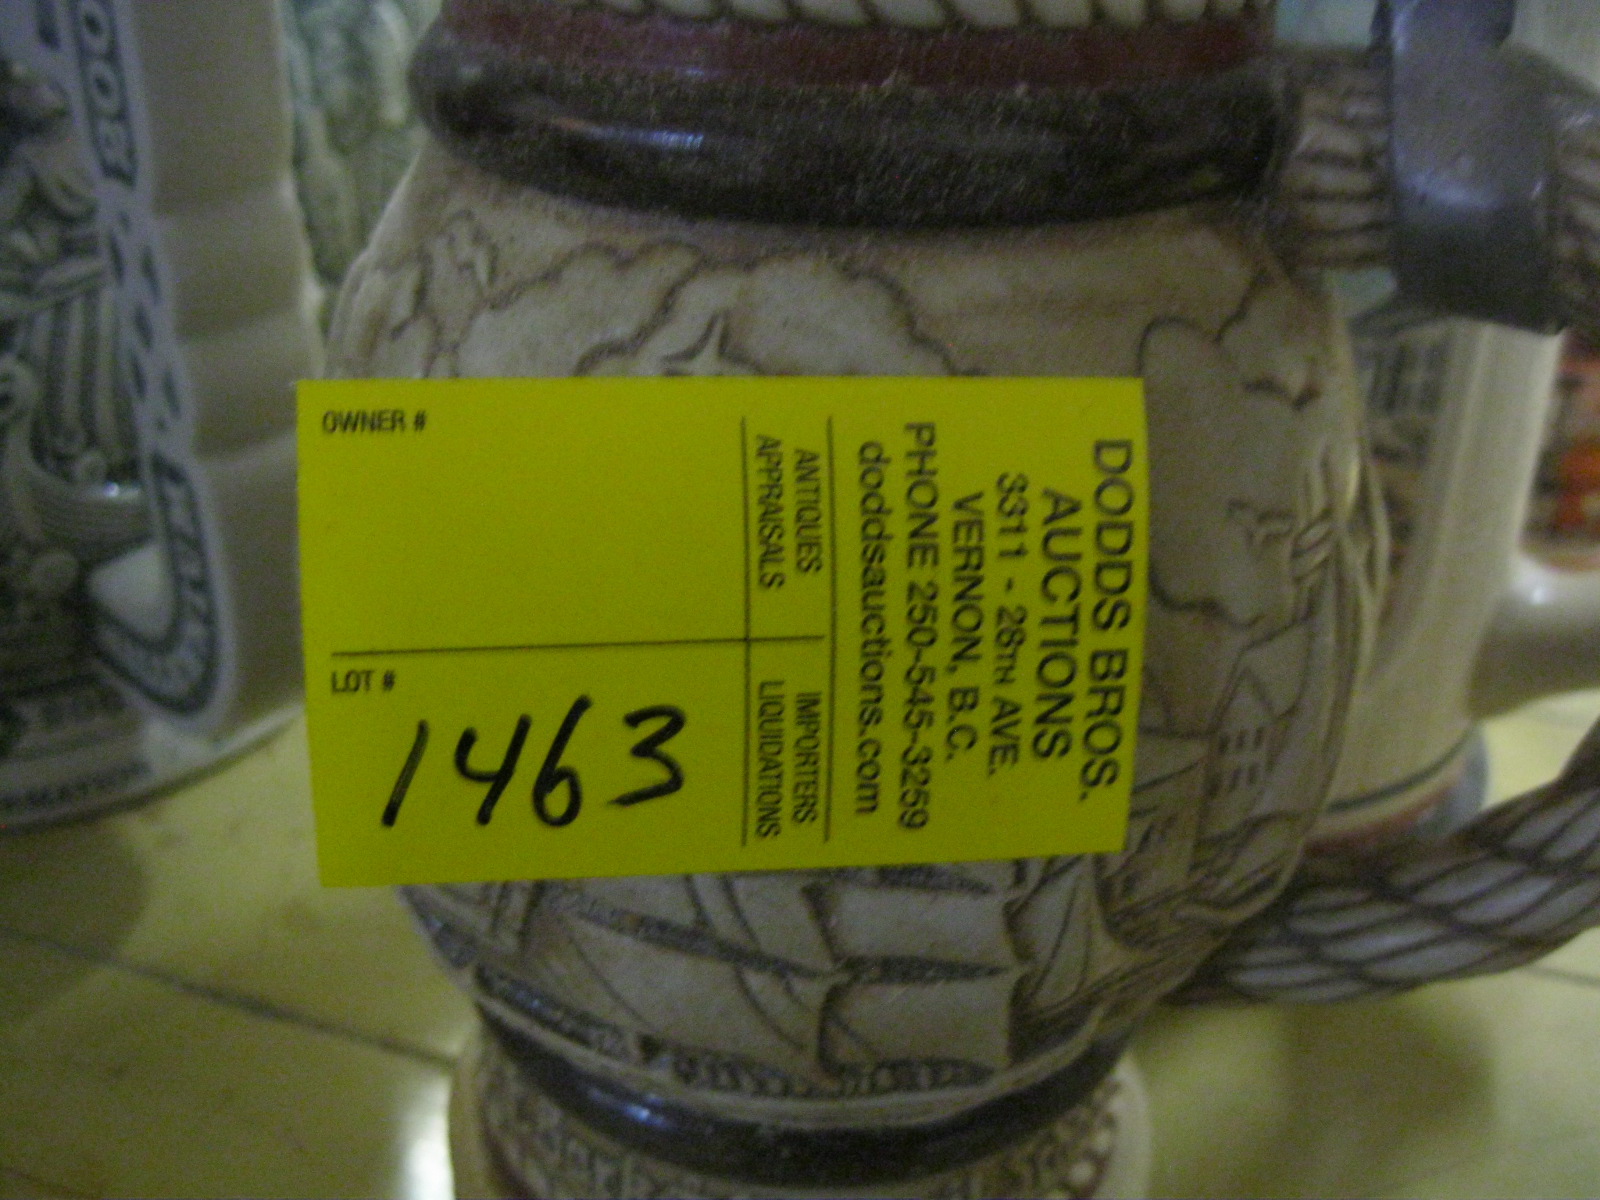 DODDS BROS.
AUCTIONS
3311 - 28TH AVE.
VERNON, B.C.
PHONE 250-545-3259
doddsauctions.com
ANTIQUES
APPRAISALS
IMPORTERS
LIQUIDATIONS
OWNER #
LOT #
1463